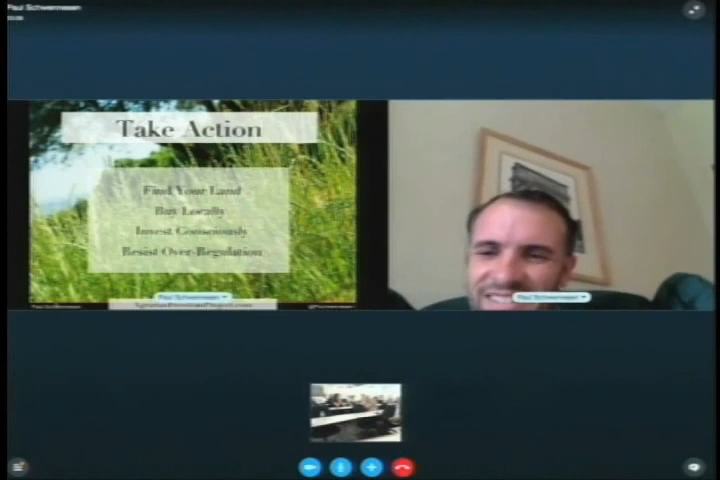 Paul Schwennesen
Take Action
Find Your Land
Buy Locally
Invest Consciously
Resist Over-Regulation
Paul Schwennesen
Paul Schwennesen